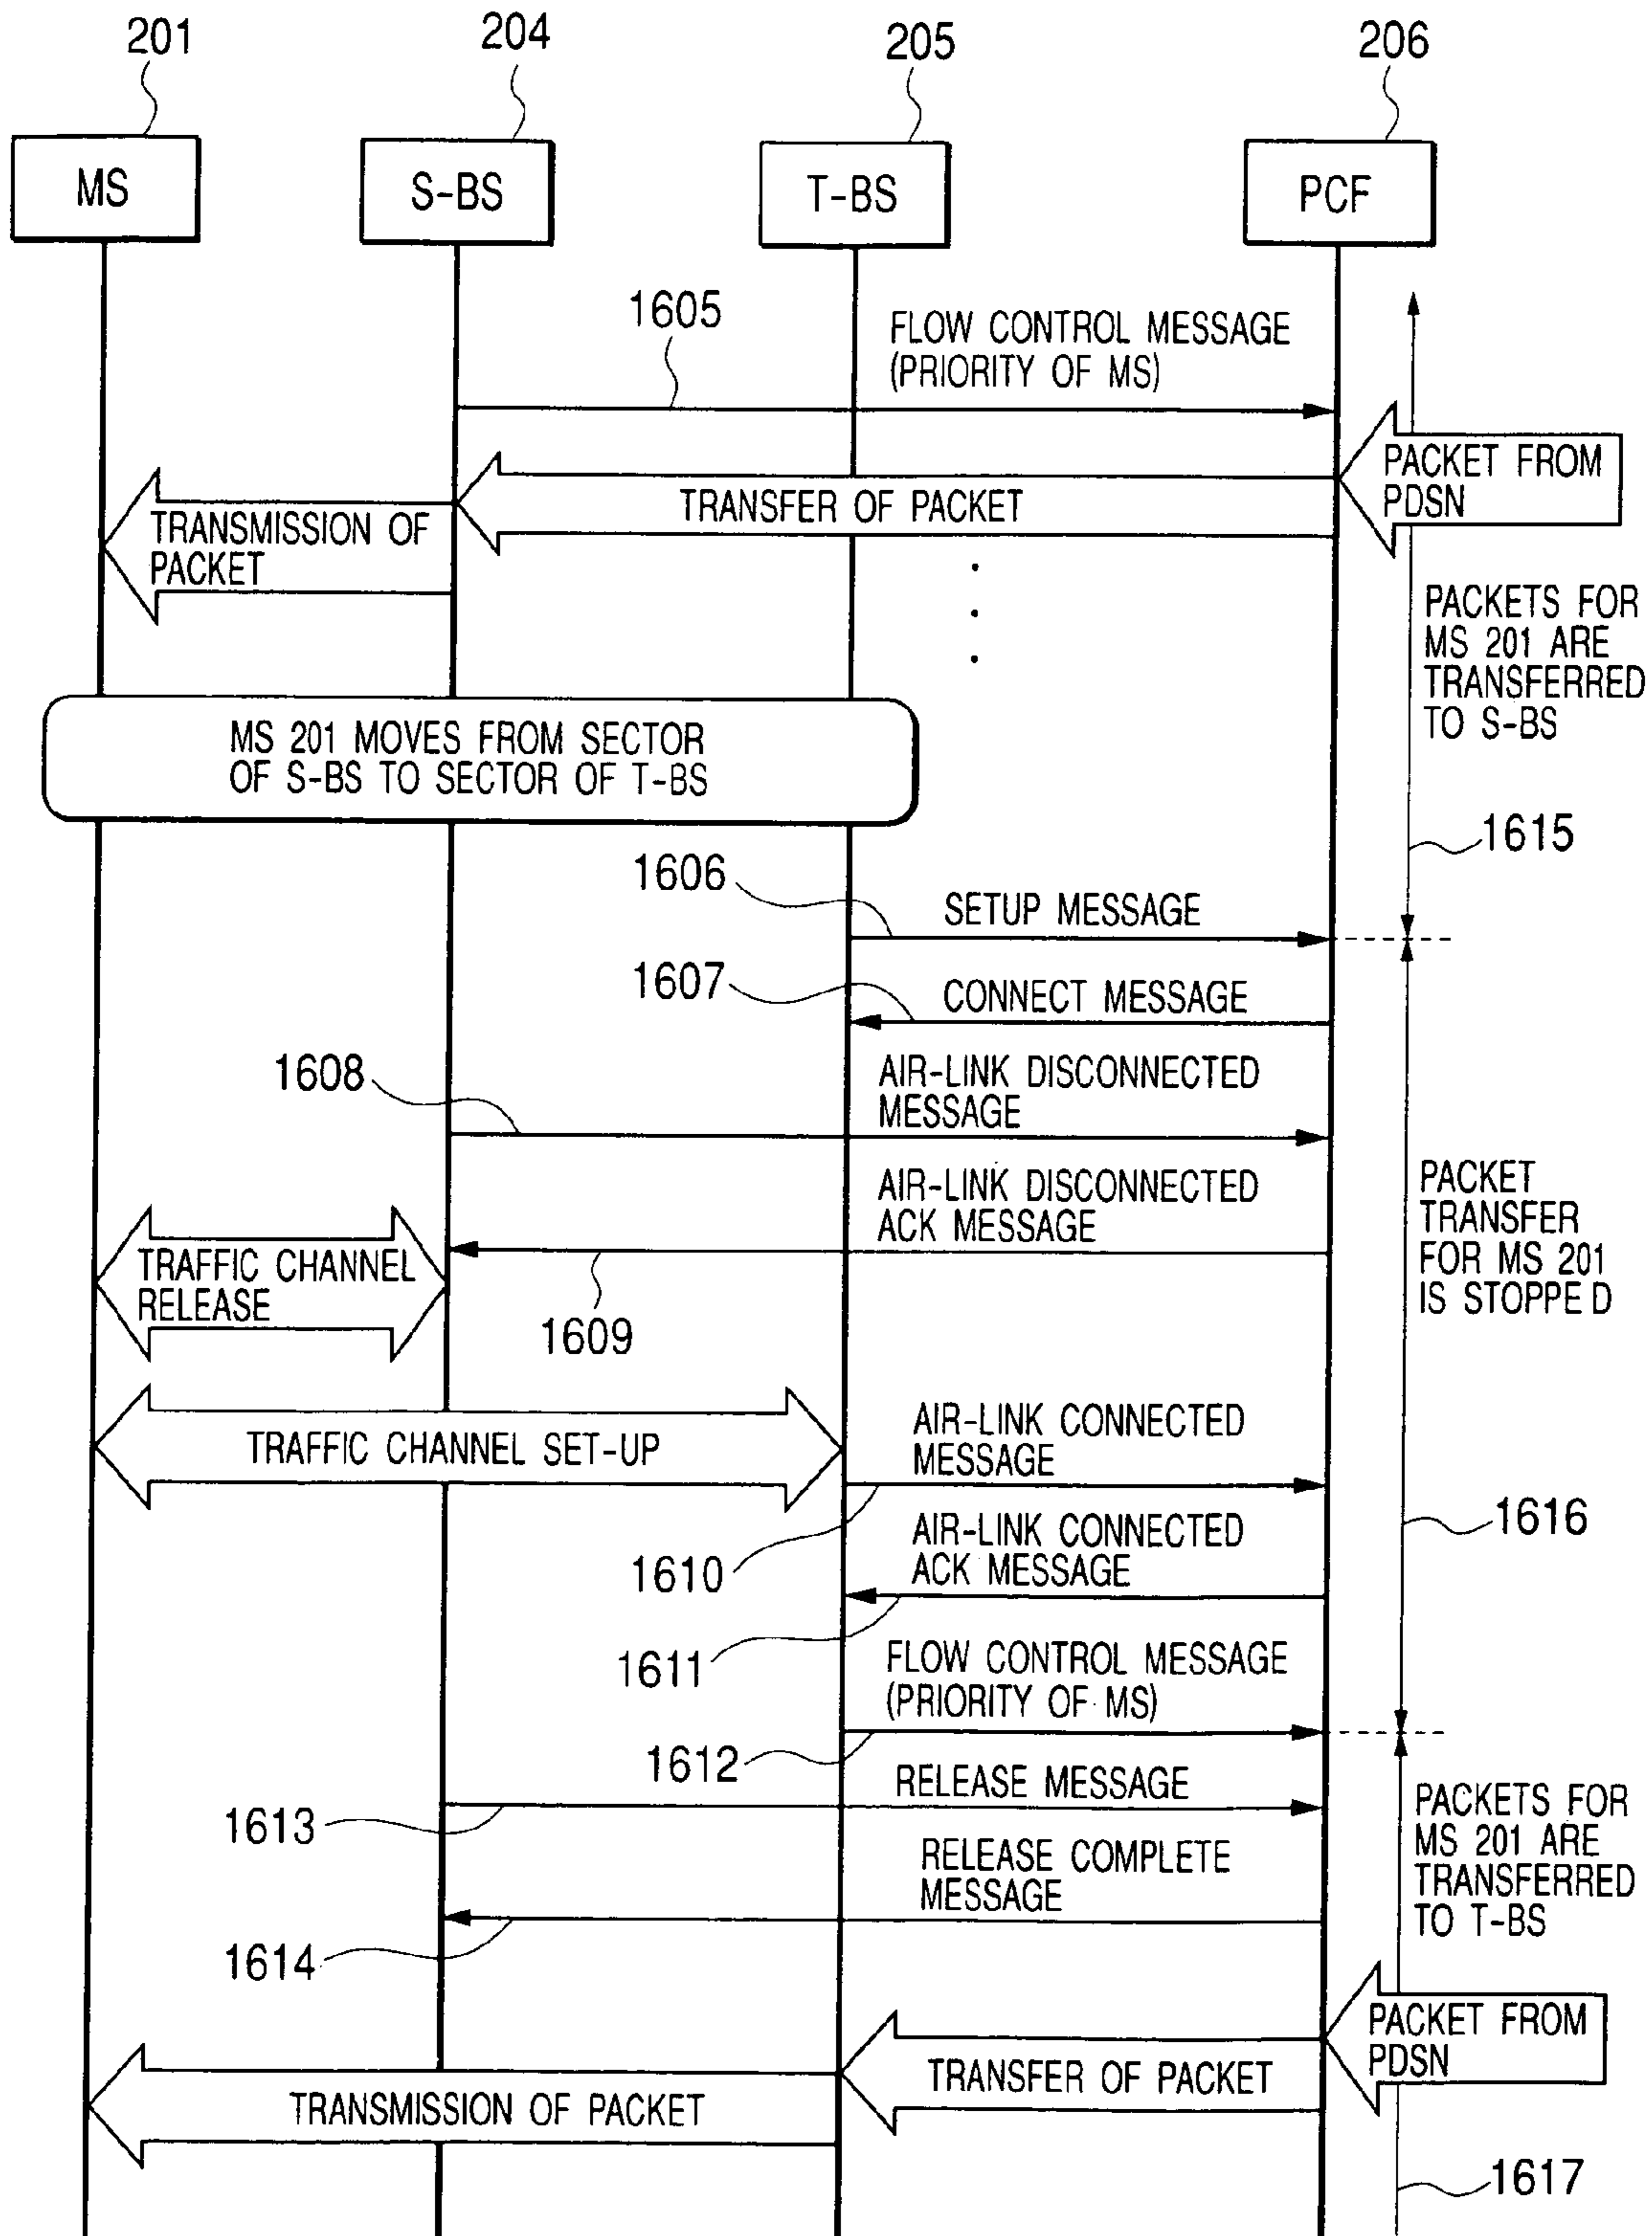 201
204
205
206
MS
S-BS
T-BS
PCF
1605
FLOW CONTROL MESSAGE
(PRIORITY OF MS)
PACKET FROM
PDSN
TRANSFER OF PACKET
TRANSMISSION OF
PACKET
PACKETS FOR
MS 201 ARE
TRANSFERRED
TO S-BS
MS 201 MOVES FROM SECTOR
OF S-BS TO SECTOR OF T-BS
1615
1606
SETUP MESSAGE
1607
CONNECT MESSAGE
1608
AIR-LINK DISCONNECTED
MESSAGE
AIR-LINK DISCONNECTED
ACK MESSAGE
PACKET
TRANSFER
FOR MS 201
IS STOPPED
TRAFFIC CHANNEL
RELEASE
1609
TRAFFIC CHANNEL SET-UP
AIR-LINK CONNECTED
MESSAGE
1616
1610
AIR-LINK CONNECTED
ACK MESSAGE
1611
FLOW CONTROL MESSAGE
(PRIORITY OF MS)
1612
RELEASE MESSAGE
1613
PACKETS FOR
MS 201 ARE
TRANSFERRED
TO T-BS
RELEASE COMPLETE
MESSAGE
1614
PACKET FROM
PDSN
TRANSFER OF PACKET
TRANSMISSION OF PACKET
1617